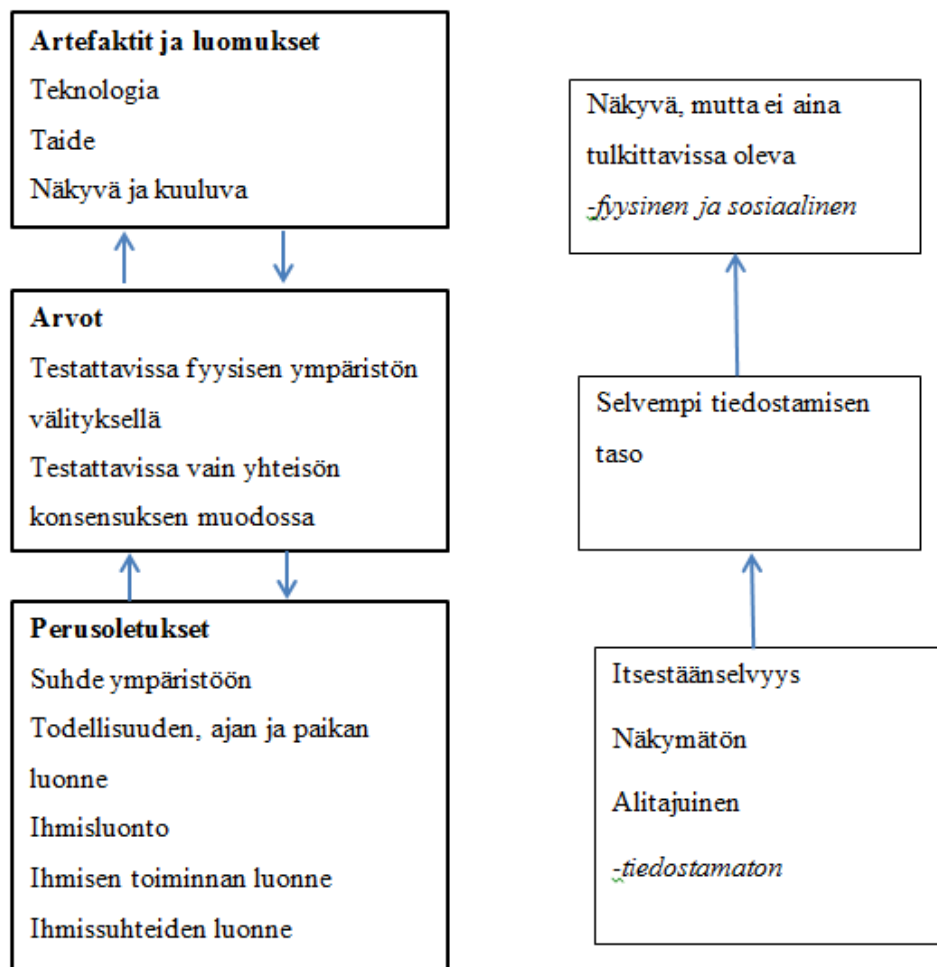 Artefaktit ja luomukset
Teknologia
Taide
Näkyvä ja kuuluva
Näkyvä, mutta ei aina
tulkittavissa oleva
-fyysinen ja sosiaalinen
Arvot
Testattavissa fyysisen ympäristön
välityksellä
Testattavissa vain yhteisön
konsensuksen muodossa
Selvempi tiedostamisen
taso
Perusoletukset
Suhde ympäristöön
Todellisuuden, ajan ja paikan
luonne
Ihmisluonto
Ihmisen toiminnan luonne
Ihmissuhteiden luonne
Itsestäänselvyys
Näkymätön
Alitajuinen
-tiedostamaton